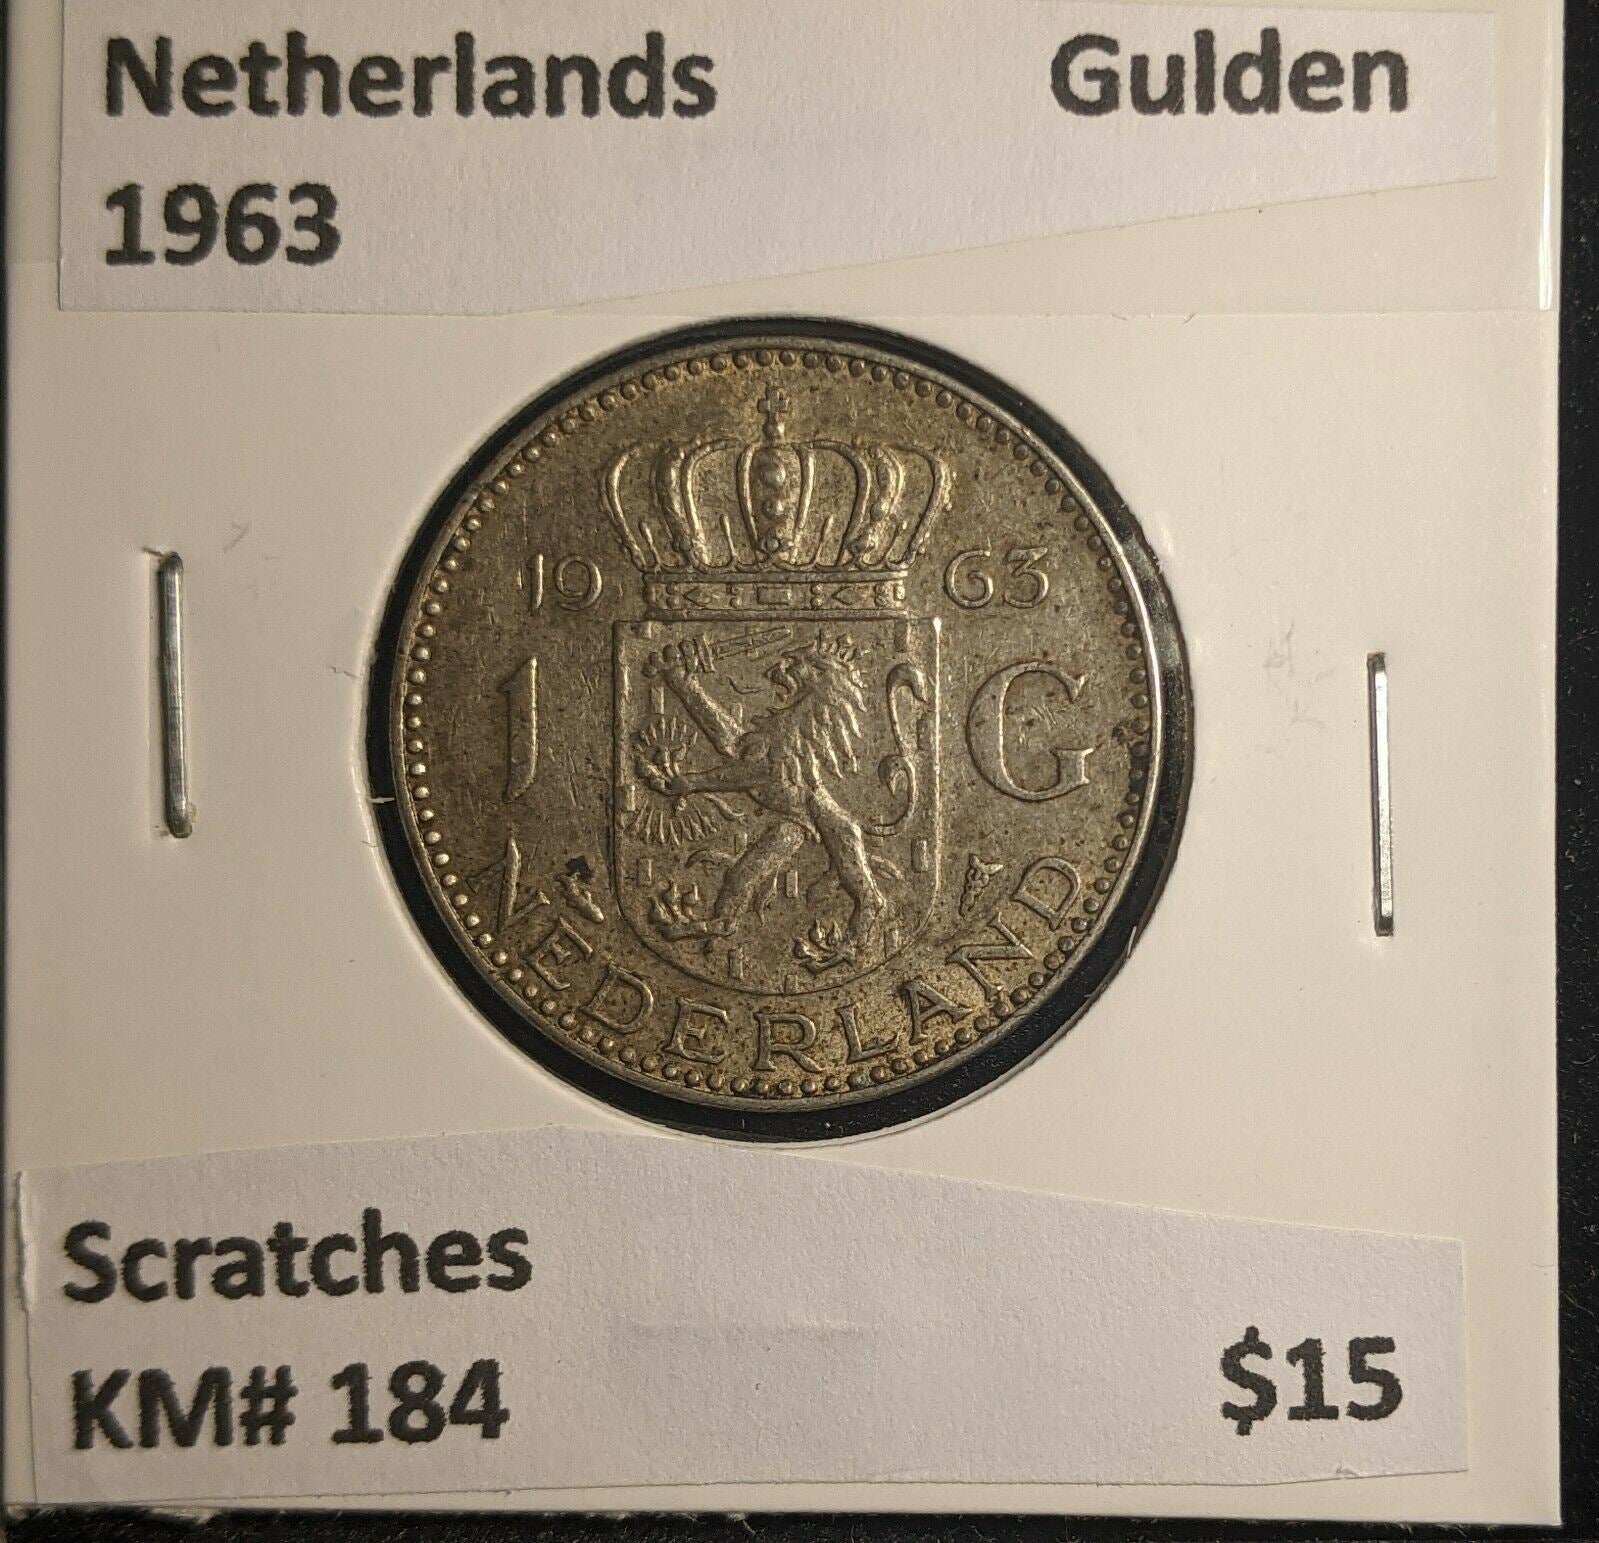 Netherlands Gulden
1963
19 63
1 G
NEDERLAND
Scratches
KM# 184 $15